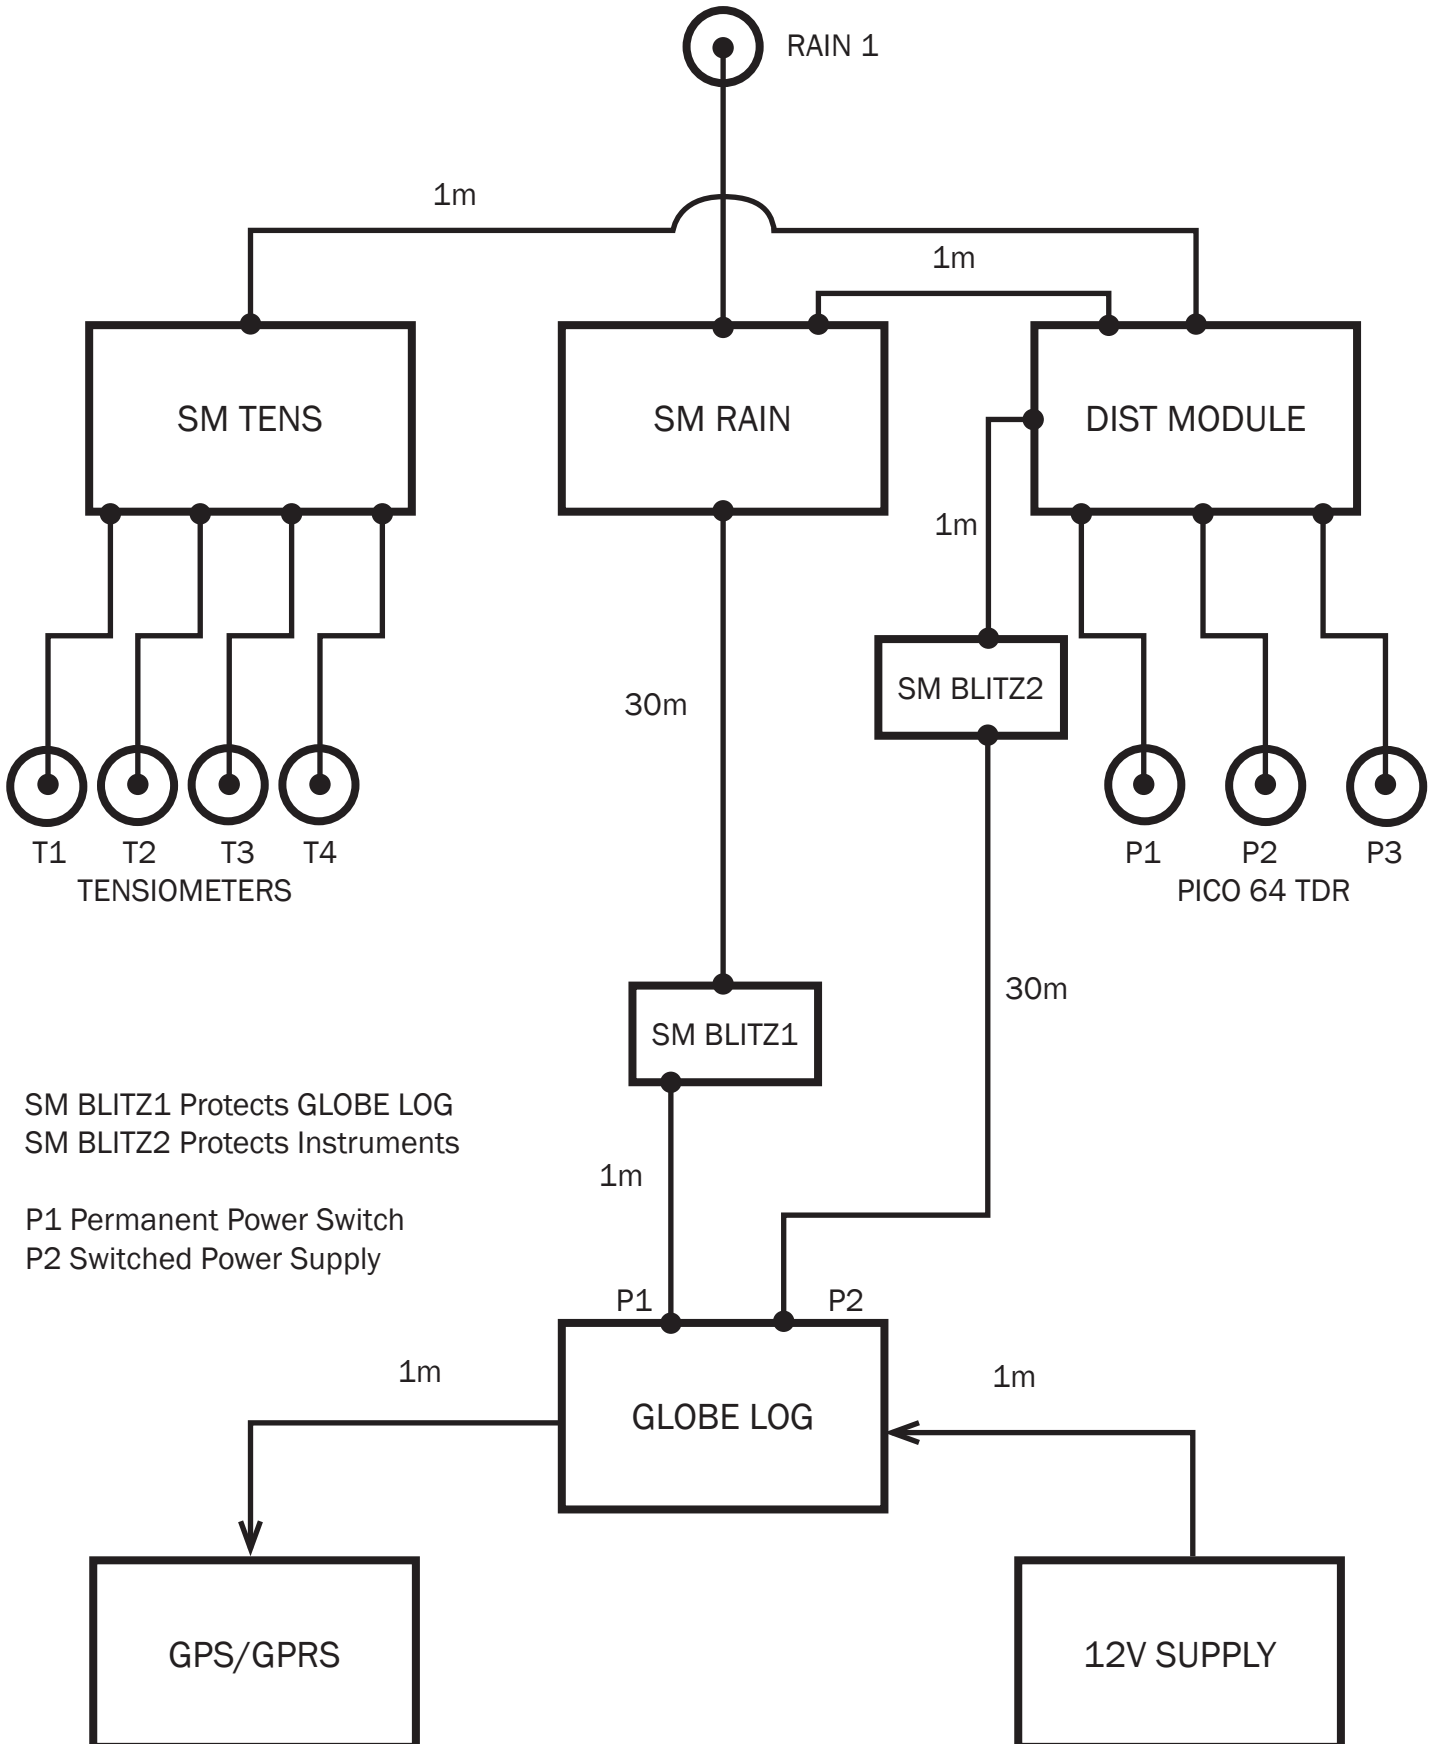 RAIN 1
1m
1m
SM TENS
SM RAIN
DIST MODULE
1m
SM BLITZ2
30m
T1
T2
T3
T4
TENSIOMETERS
P1
P2
P3
PICO 64 TDR
30m
SM BLITZ1
SM BLITZ1 Protects GLOBE LOG
SM BLITZ2 Protects Instruments
1m
P1 Permanent Power Switch
P2 Switched Power Supply
P1
P2
1m
1m
GLOBE LOG
GPS/GPRS
12V SUPPLY